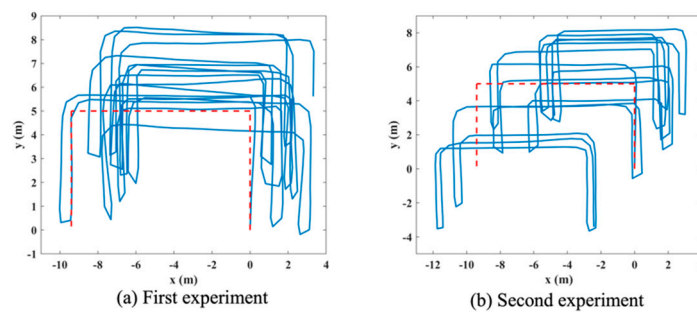 9
8
7
6
5
4
3
2
1
0
-1
y (m)
-10 -8 -6 -4 -2 0 2 4
x (m)
(a) First experiment
8
6
4
2
0
-2
-4
y (m)
-12 -10 -8 -6 -4 -2 0 2
x (m)
(b) Second experiment